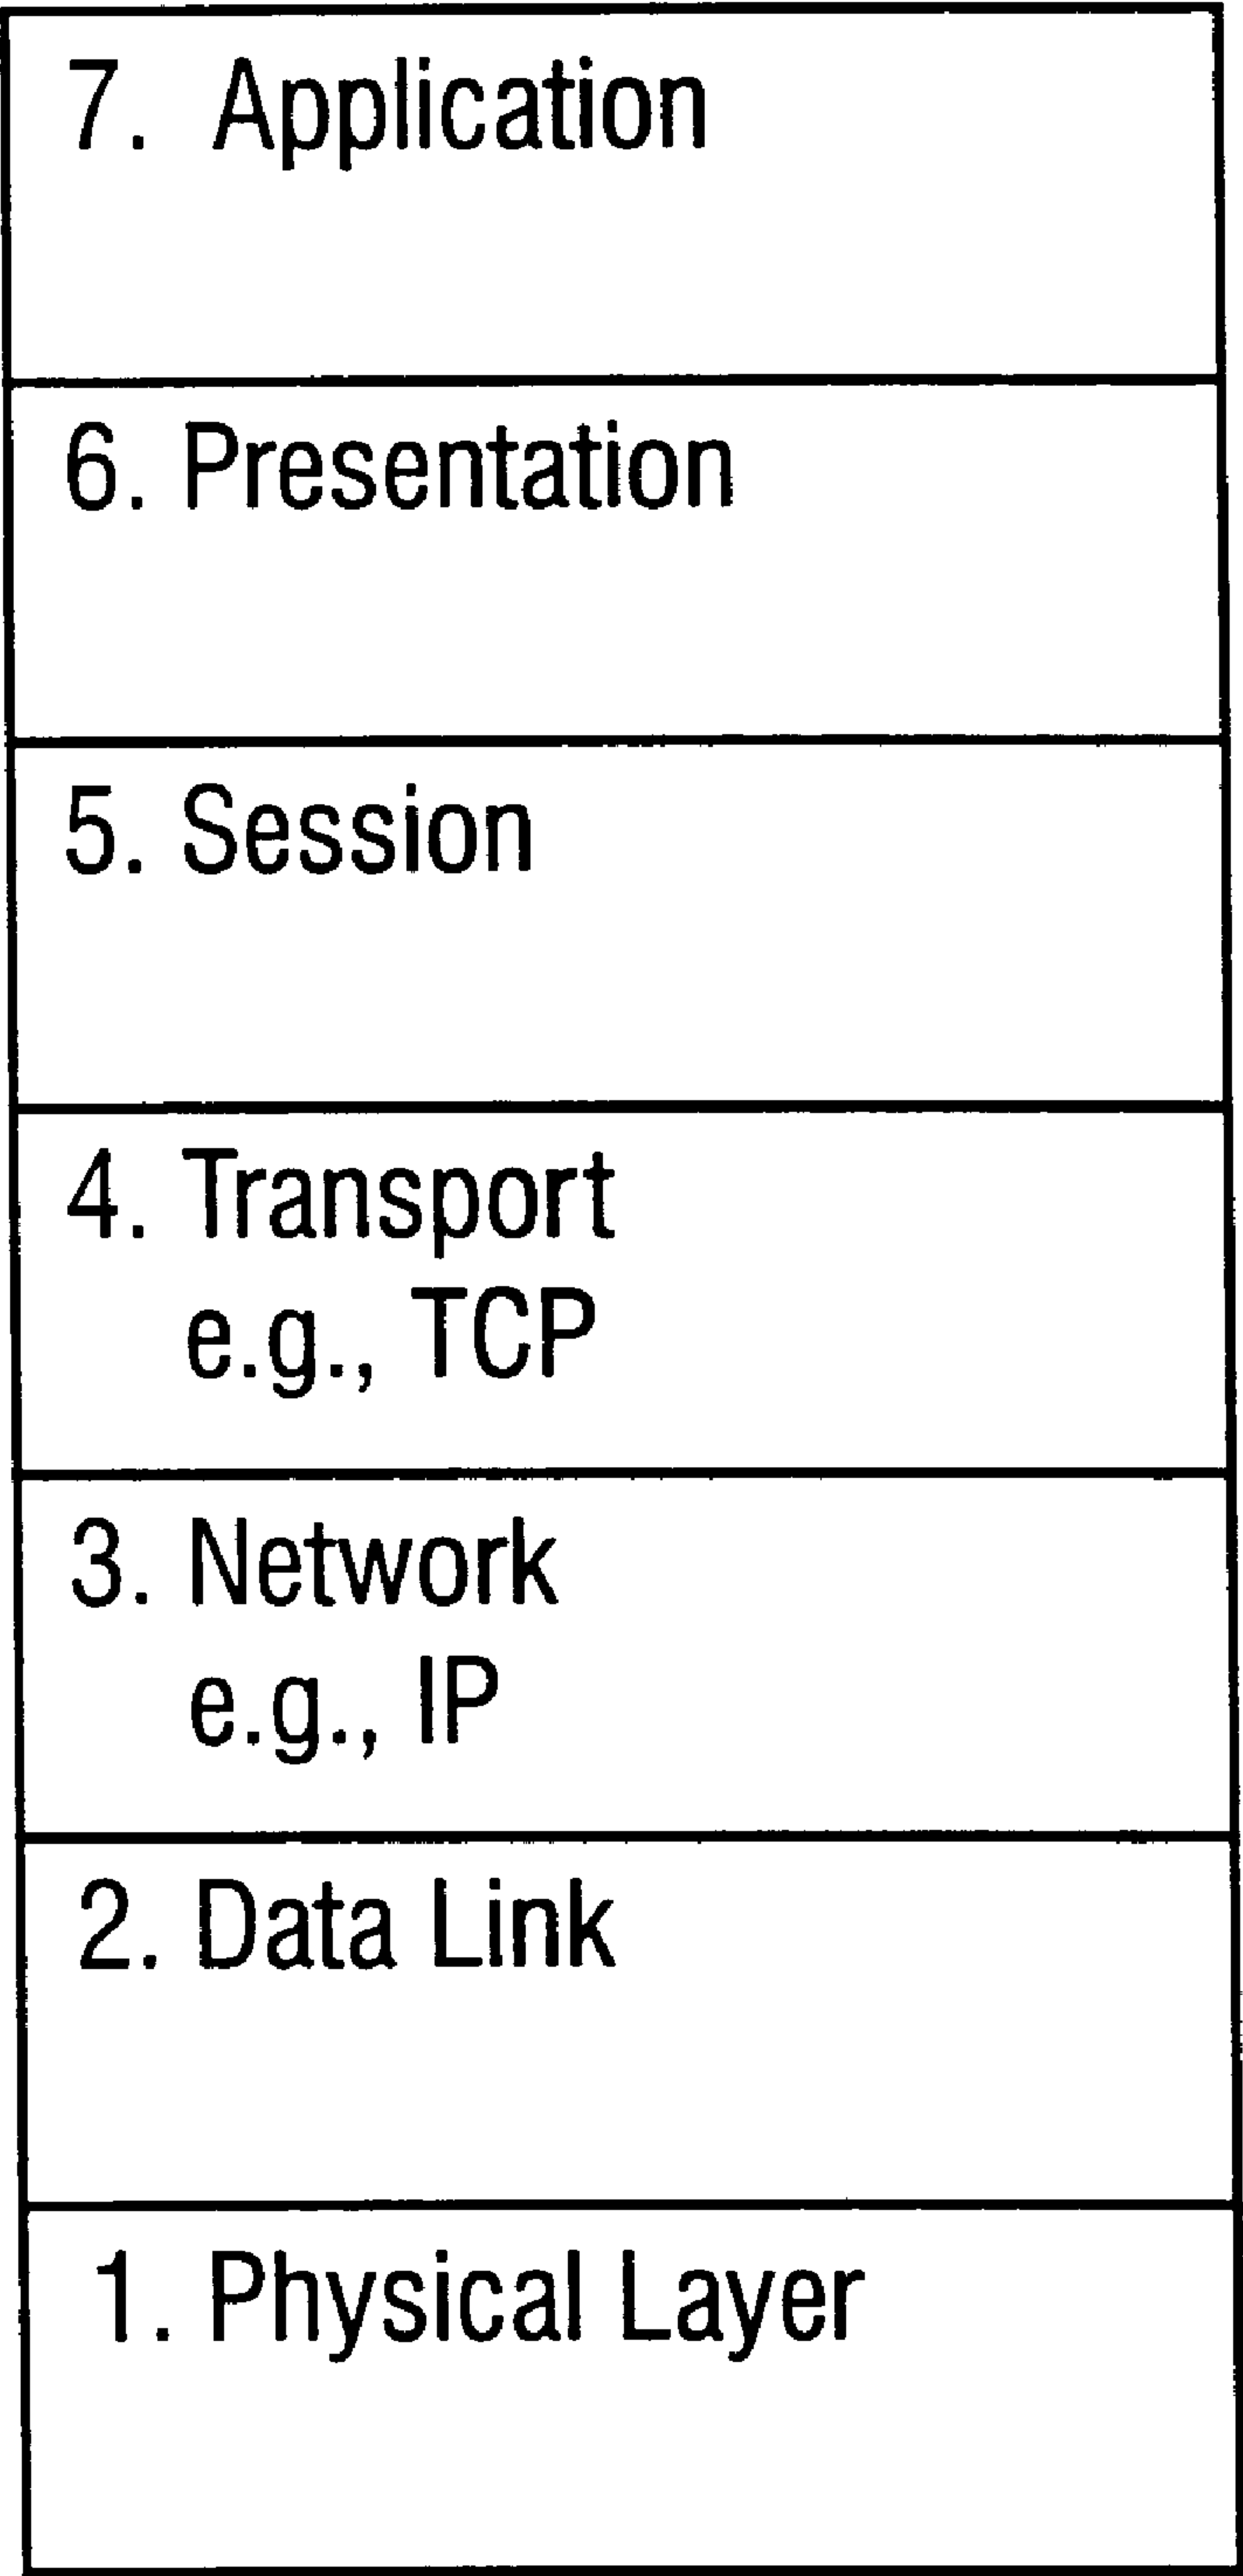 7. Application
6. Presentation
5. Session
4. Transport
e.g., TCP
3. Network
e.g., IP
2. Data Link
1. Physical Layer